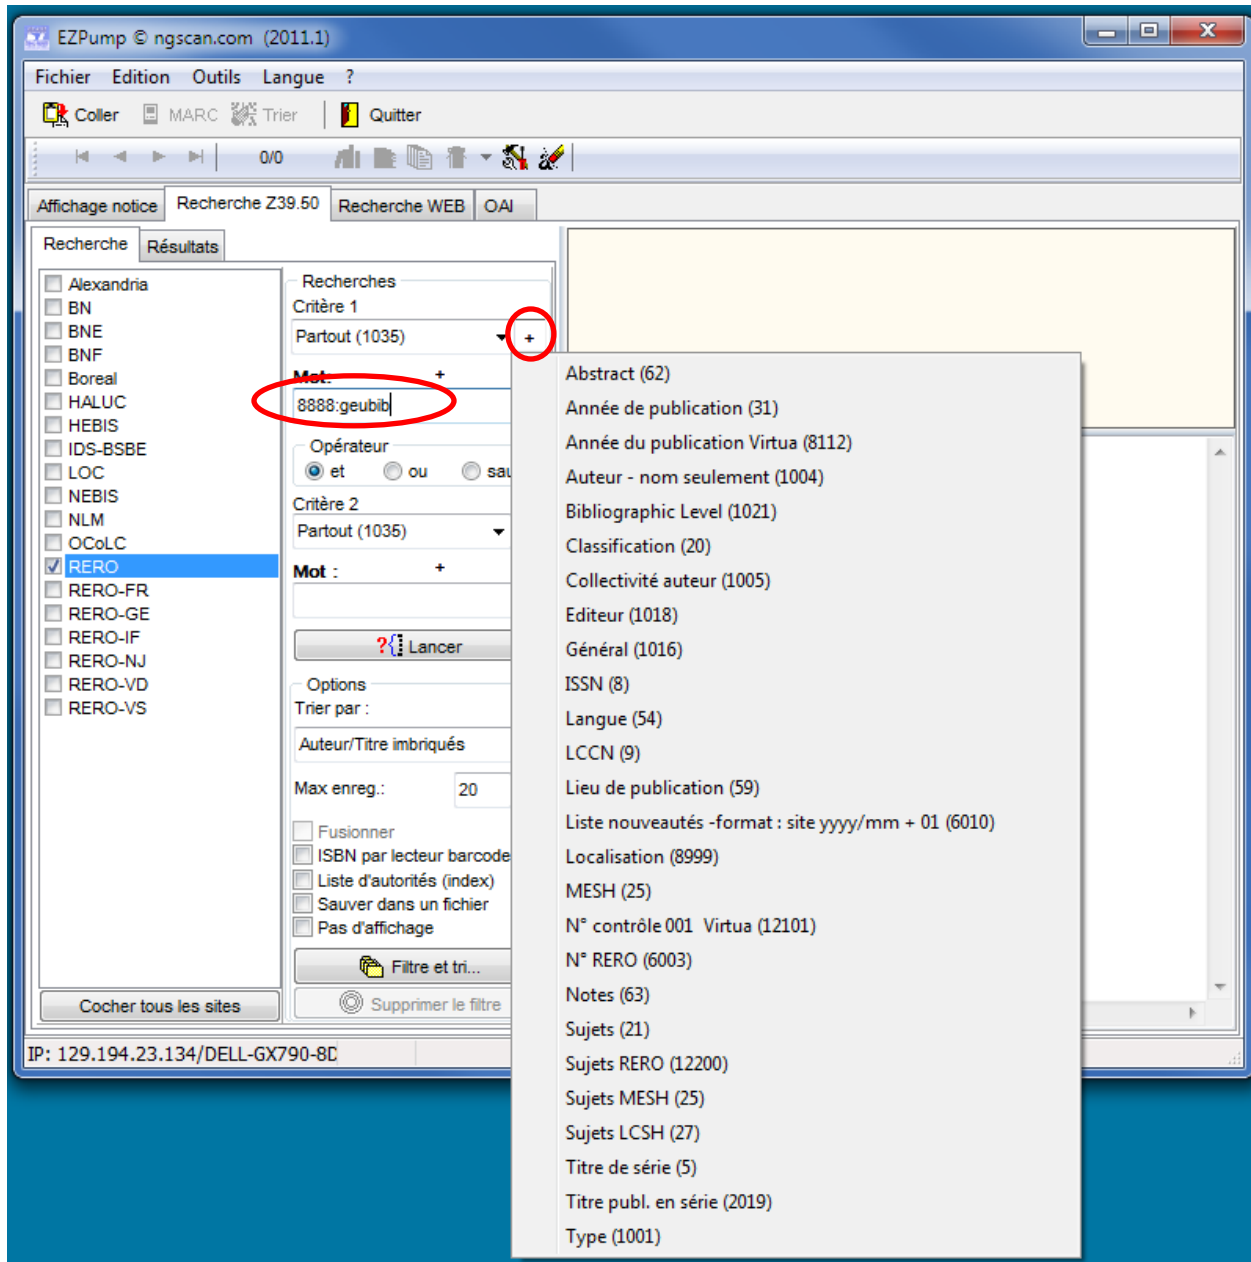 EZPump © ngscan.com (2011.1)
Fichier Edition Outils Langue ?
Coller MARC Trier Quitter
0/0
Affichage notice Recherche Z39.50 Recherche WEB OAI
Recherche Résultats
Alexandria
BN
BNE
BNF
Boreal
HALUC
HEBIS
IDS-BSBE
LOC
NEBIS
NLM
OCoLC
RERO
RERO-FR
RERO-GE
RERO-IF
RERO-NJ
RERO-VD
RERO-VS
Cocher tous les sites
Recherches
Critère 1
Partout (1035) +
Mot: +
8888:geubib
Opérateur
et ou sau
Critère 2
Partout (1035)
Mot : +
?{ Lancer
Options
Trier par :
Auteur/Titre imbriqués
Max enreg.: 20
Fusionner
ISBN par lecteur barcode
Liste d'autorités (index)
Sauver dans un fichier
Pas d'affichage
Filtre et tri...
Supprimer le filtre
Abstract (62)
Année de publication (31)
Année du publication Virtua (8112)
Auteur - nom seulement (1004)
Bibliographic Level (1021)
Classification (20)
Collectivité auteur (1005)
Editeur (1018)
Général (1016)
ISSN (8)
Langue (54)
LCCN (9)
Lieu de publication (59)
Liste nouveautés -format : site yyyy/mm + 01 (6010)
Localisation (8999)
MESH (25)
N° contrôle 001 Virtua (12101)
N° RERO (6003)
Notes (63)
Sujets (21)
Sujets RERO (12200)
Sujets MESH (25)
Sujets LCSH (27)
Titre de série (5)
Titre publ. en série (2019)
Type (1001)
IP: 129.194.23.134/DELL-GX790-8D